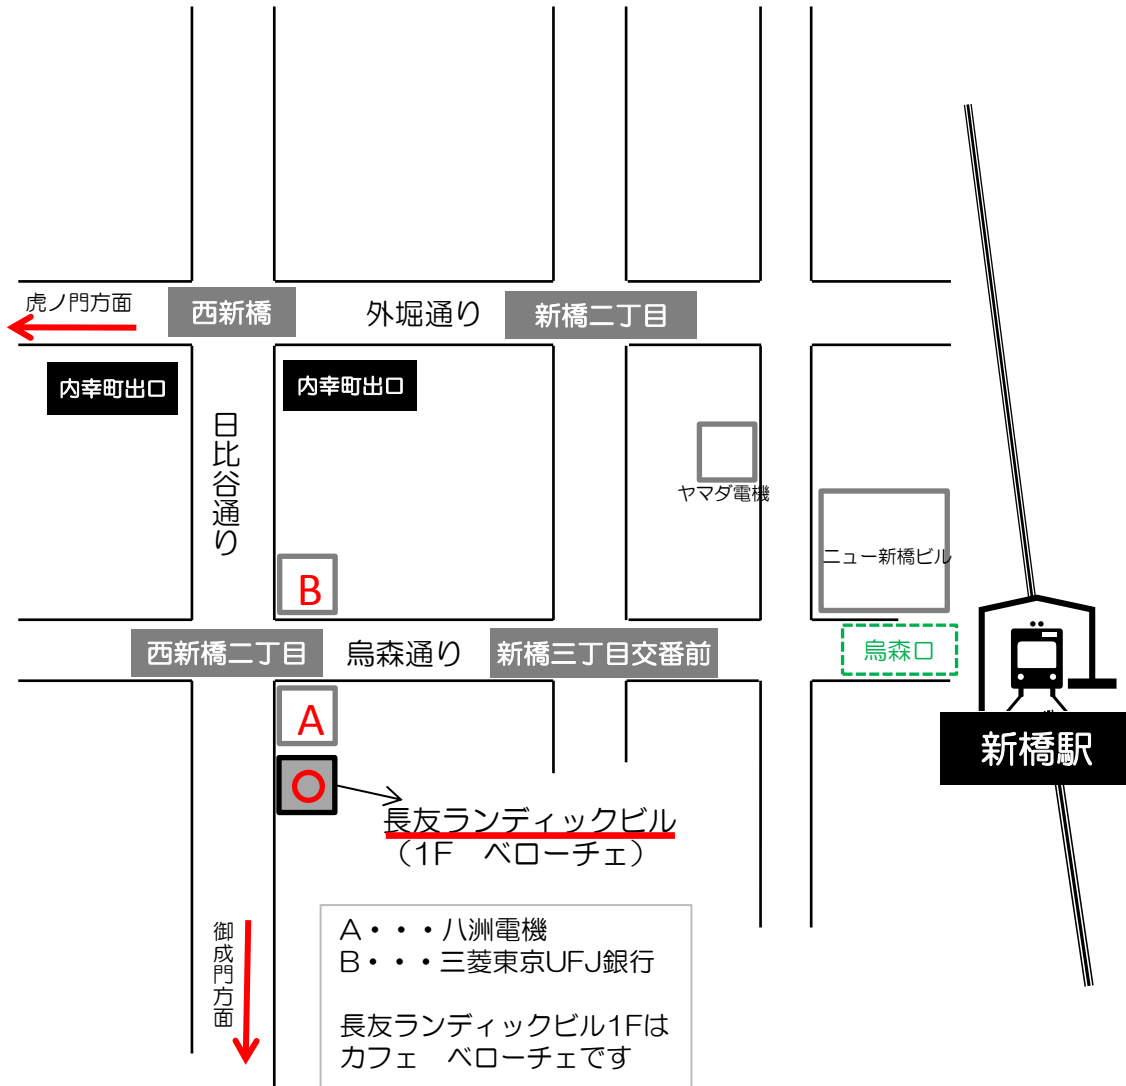 虎ノ門方面
西新橋
外堀通り
新橋二丁目
内幸町出口
内幸町出口
日比谷通り
ヤマダ電機
ニュー新橋ビル
B
西新橋二丁目
烏森通り
新橋三丁目交番前
烏森口
A
新橋駅
長友ランディックビル
（1F　ベローチェ）
御成門方面
A・・・八洲電機
B・・・三菱東京UFJ銀行
長友ランディックビル1Fは
カフェ　ベローチェです